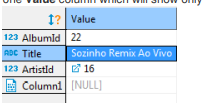 one Value column which will show only
Value
123 AlbumId 22
ABC Title Sozinho Remix Ao Vivo
123 ArtistId 16
Column1 [NULL]